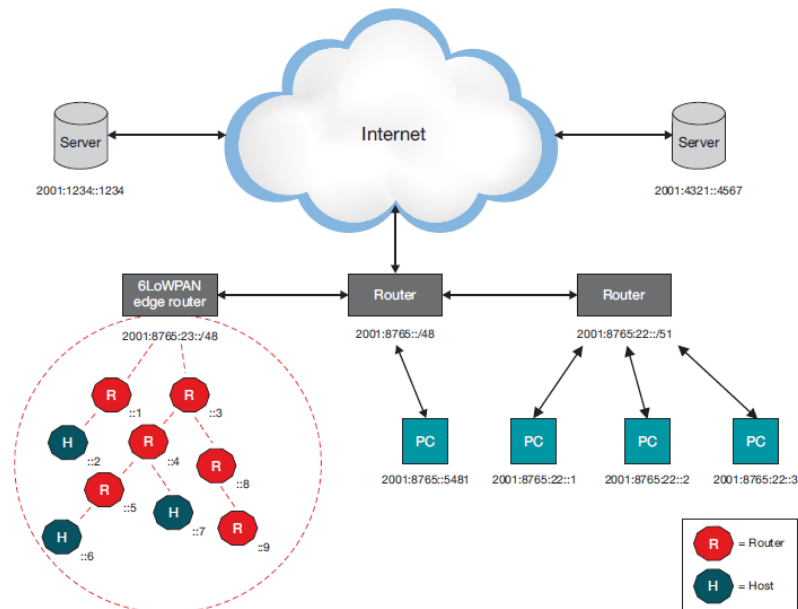 Internet
Server
2001:1234::1234
Server
2001:4321::4567
6LoWPAN
edge router
2001:8765:23::/48
Router
2001:8765::/48
Router
2001:8765:22::/51
R
::1
R
::3
H
::2
R
::4
R
::8
R
::5
H
::7
H
::6
R
::9
PC
2001:8765::5481
PC
2001:8765:22::1
PC
2001:8765:22::2
PC
2001:8765:22::3
R = Router
H = Host